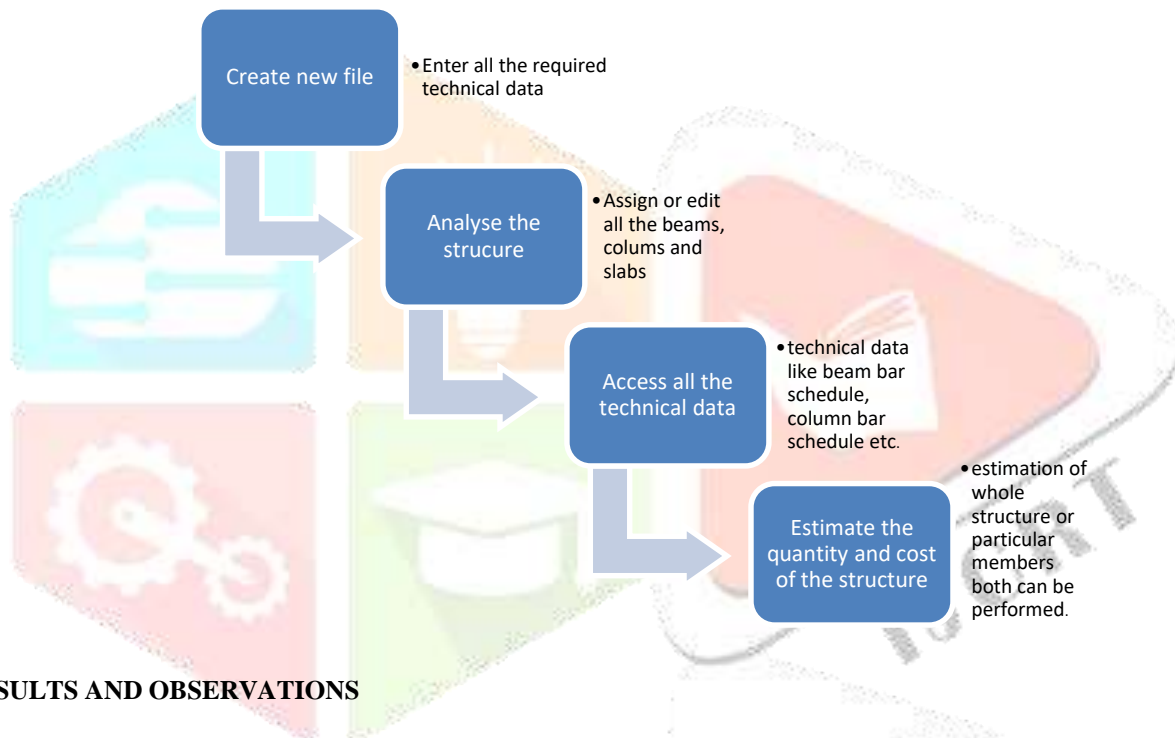 Create new file
•Enter all the required
technical data
Analyse the
strucure
•Assign or edit
all the beams,
colums and
slabs
Access all the
technical data
•technical data
like beam bar
schedule,
column bar
schedule etc.
Estimate the
quantity and cost
of the structure
•estimation of
whole
structure or
particular
members
both can be
performed.
SULTS AND OBSERVATIONS